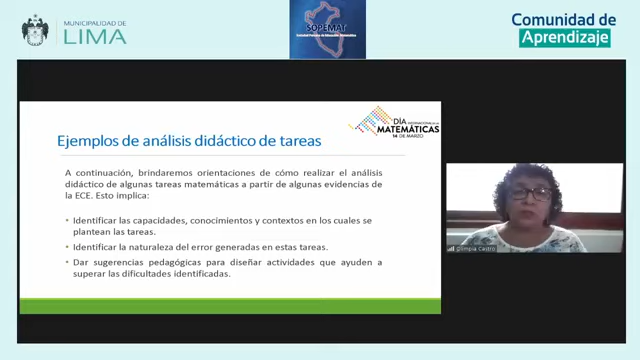 MUNICIPALIDAD DE
LIMA
SOPEMAT
Comunidad de
Aprendizaje
DÍA
MATEMÁTICAS
14 DE MARZO
Ejemplos de análisis didáctico de tareas
A continuación, brindaremos orientaciones de cómo realizar el análisis
didáctico de algunas tareas matemáticas a partir de algunas evidencias de
la ECE. Esto implica:
• Identificar las capacidades, conocimientos y contextos en los cuales se
plantean las tareas.
• Identificar la naturaleza del error generadas en estas tareas.
• Dar sugerencias pedagógicas para diseñar actividades que ayuden a
superar las dificultades identificadas.
Olimpia Castro